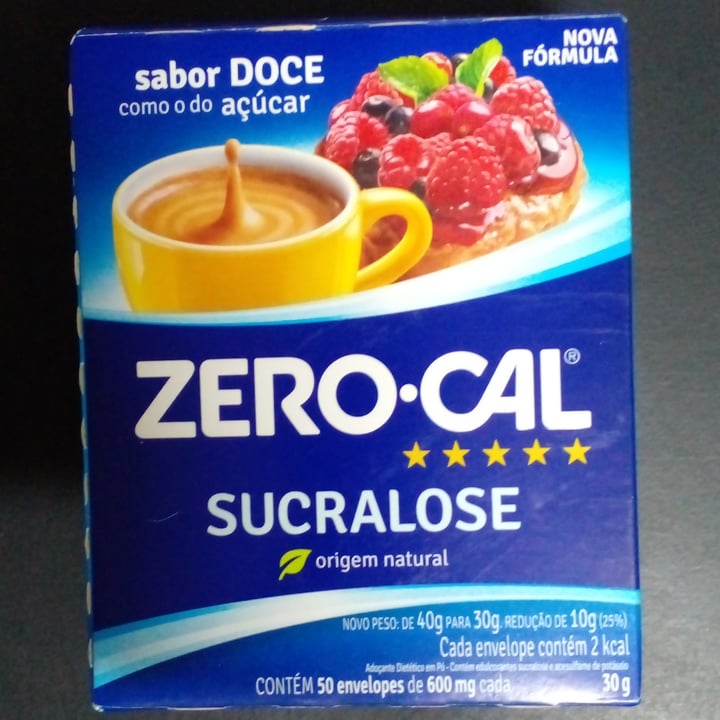 sabor DOCE
como o do açúcar
NOVA
FÓRMULA
ZERO·CAL®
SUCRALOSE
origem natural
NOVO PESO: DE 40g PARA 30g. REDUÇÃO DE 10g (25%)
Cada envelope contém 2 kcal
Adoçante Dietético em Pó - Contém edulcorantes sucralose e acessulfame de potássio
CONTÉM 50 envelopes de 600 mg cada 30 g